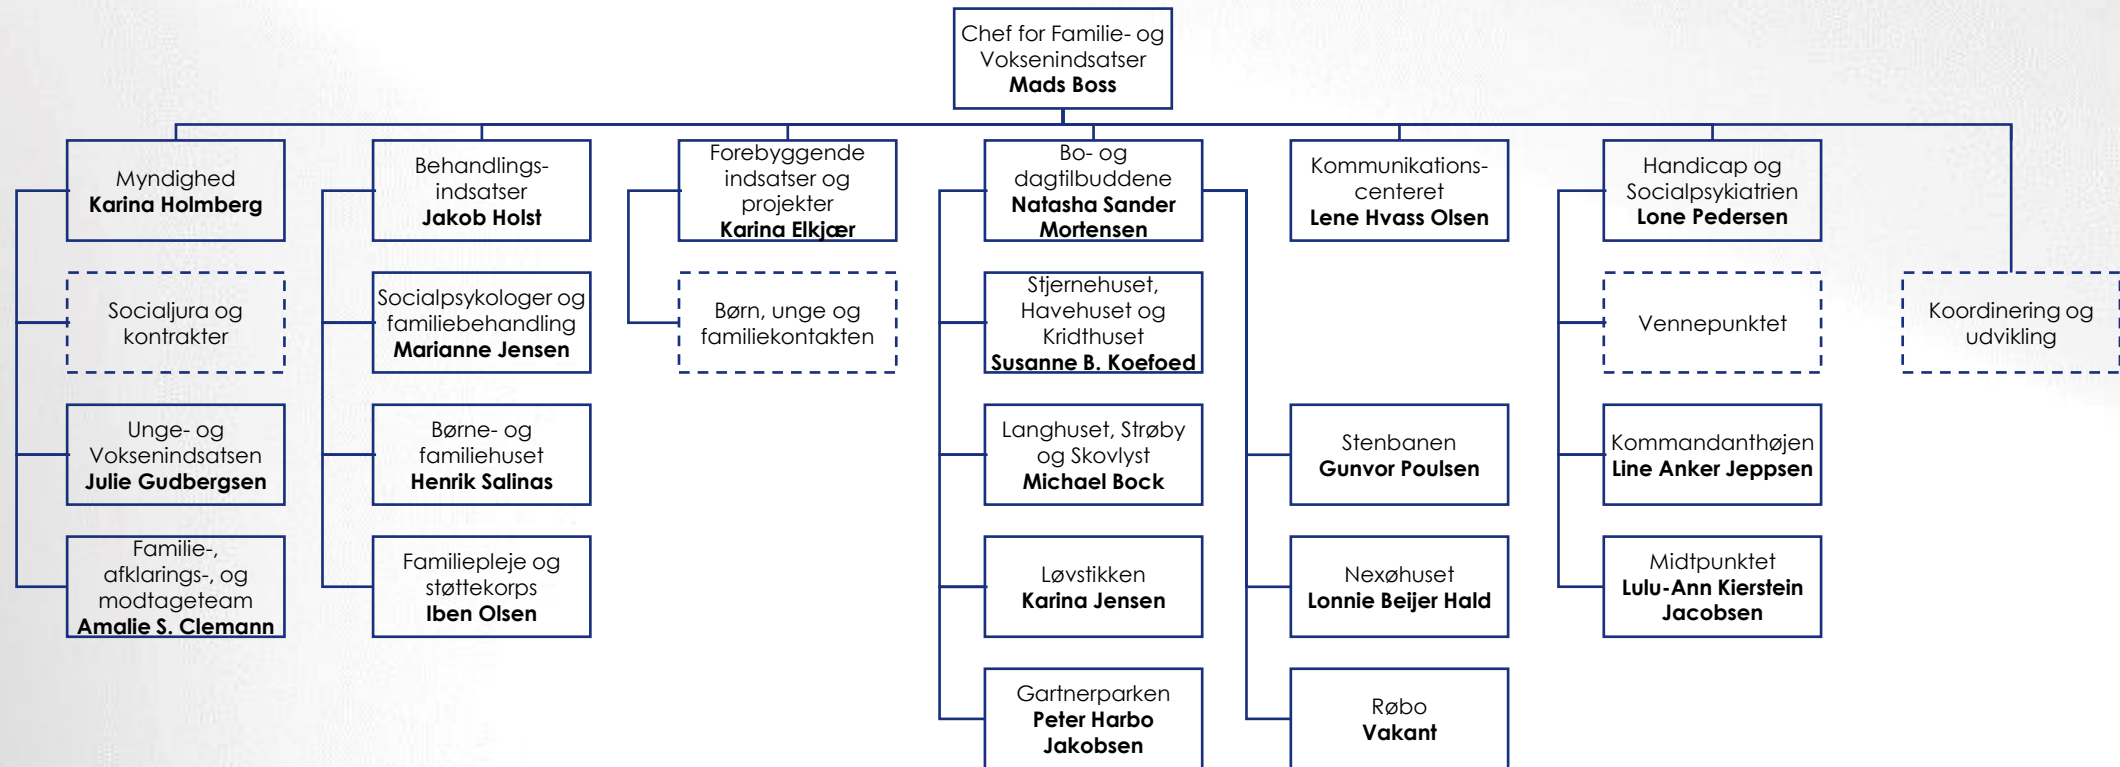 Chef for Familie- og
Voksenindsatser
Mads Boss
Myndighed
Karina Holmberg
Behandlings-
indsatser
Jakob Holst
Forebyggende
indsatser og
projekter
Karina Elkjær
Bo- og
dagtilbuddene
Natasha Sander
Mortensen
Kommunikations-
centeret
Lene Hvass Olsen
Handicap og
Socialpsykiatrien
Lone Pedersen
Socialjura og
kontrakter
Socialpsykologer og
familiebehandling
Marianne Jensen
Børn, unge og
familiekontakten
Stjernehuset,
Havehuset og
Kridthuset
Susanne B. Koefoed
Vennepunktet
Koordinering og
udvikling
Unge- og
Voksenindsatsen
Julie Gudbergsen
Børne- og
familiehuset
Henrik Salinas
Langhuset, Strøby
og Skovlyst
Michael Bock
Stenbanen
Gunvor Poulsen
Kommandanthøjen
Line Anker Jeppsen
Familie-,
afklarings-, og
modtageteam
Amalie S. Clemann
Familiepleje og
støttekorps
Iben Olsen
Løvstikken
Karina Jensen
Nexøhuset
Lonnie Beijer Hald
Midtpunktet
Lulu-Ann Kierstein
Jacobsen
Gartnerparken
Peter Harbo
Jakobsen
Røbo
Vakant